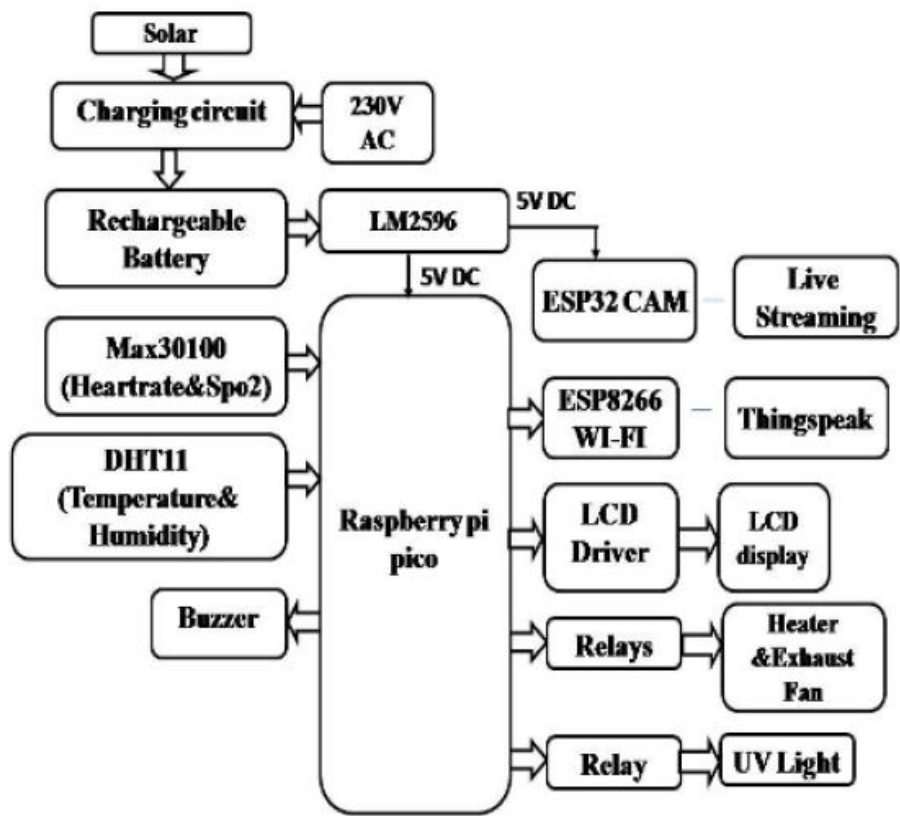 Solar
Charging circuit
230V
AC
Rechargeable
Battery
LM2596
5V DC
5V DC
ESP32 CAM
Live
Streaming
Max30100
(Heartrate&Spo2)
ESP8266
WI-FI
Thingspeak
DHT11
(Temperature&
Humidity)
Raspberry pi
pico
LCD
Driver
LCD
display
Buzzer
Relays
Heater
&Exhaust
Fan
Relay
UV Light